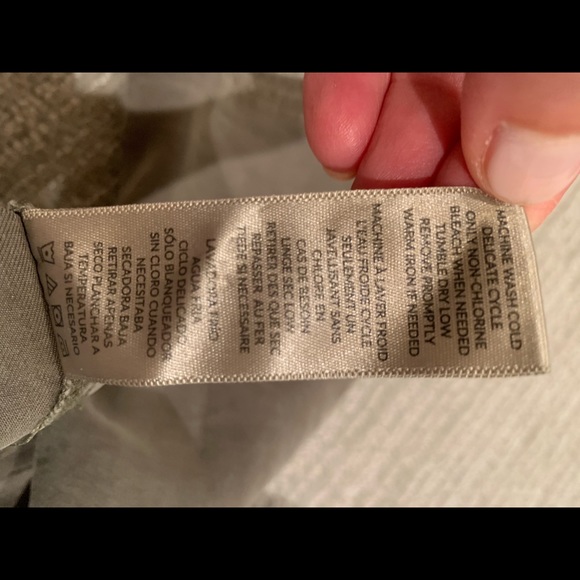 MACHINE WASH COLD
DELICATE CYCLE
ONLY NON-CHLORINE
BLEACH WHEN NEEDED
TUMBLE DRY LOW
REMOVE PROMPTLY
WARM IRON IF NEEDED
MACHINE À LAVER FROID
L'EAU FROIDE CYCLE
SEULEMENT UN
JAVELLISANT SANS
CHLOFE EN
CAS DE BESOIN
LINGE SEC LOW
RETIRER DÈS QUE SEC
REPASSER AU FER
TIÈDE SI NÉCESSAIRE
LAVADORA FRÍO
AGUA FRÍA
CICLO DELICADO
SÓLO BLANQUEADOR
SIN CLORO CUANDO
NECESITABA
SECADORA BAJA
RETIRAR APENAS
SECO PLANCHAR A
TEMPERATURA
BAJA SI NECESARIO